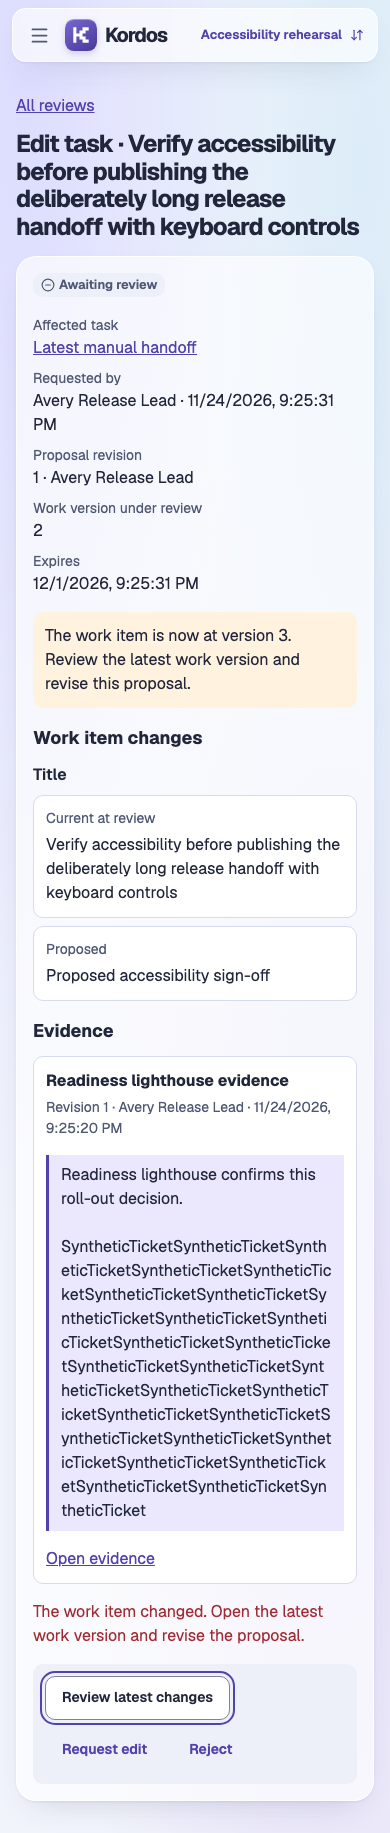 Kordos
Accessibility rehearsal
All reviews
Edit task · Verify accessibility
before publishing the
deliberately long release
handoff with keyboard controls
Awaiting review
Affected task
Latest manual handoff
Requested by
Avery Release Lead · 11/24/2026, 9:25:31
PM
Proposal revision
1 · Avery Release Lead
Work version under review
2
Expires
12/1/2026, 9:25:31 PM
The work item is now at version 3.
Review the latest work version and
revise this proposal.
Work item changes
Title
Current at review
Verify accessibility before publishing the
deliberately long release handoff with
keyboard controls
Proposed
Proposed accessibility sign-off
Evidence
Readiness lighthouse evidence
Revision 1 · Avery Release Lead · 11/24/2026,
9:25:20 PM
Readiness lighthouse confirms this
roll-out decision.
SyntheticTicketSyntheticTicketSynth
eticTicketSyntheticTicketSyntheticTic
ketSyntheticTicketSyntheticTicketSy
ntheticTicketSyntheticTicketSyntheti
cTicketSyntheticTicketSyntheticTicke
tSyntheticTicketSyntheticTicketSynt
heticTicketSyntheticTicketSyntheticT
icketSyntheticTicketSyntheticTicketS
yntheticTicketSyntheticTicketSynthet
icTicketSyntheticTicketSyntheticTick
etSyntheticTicketSyntheticTicketSyn
theticTicket
Open evidence
The work item changed. Open the latest
work version and revise the proposal.
Review latest changes
Request edit
Reject